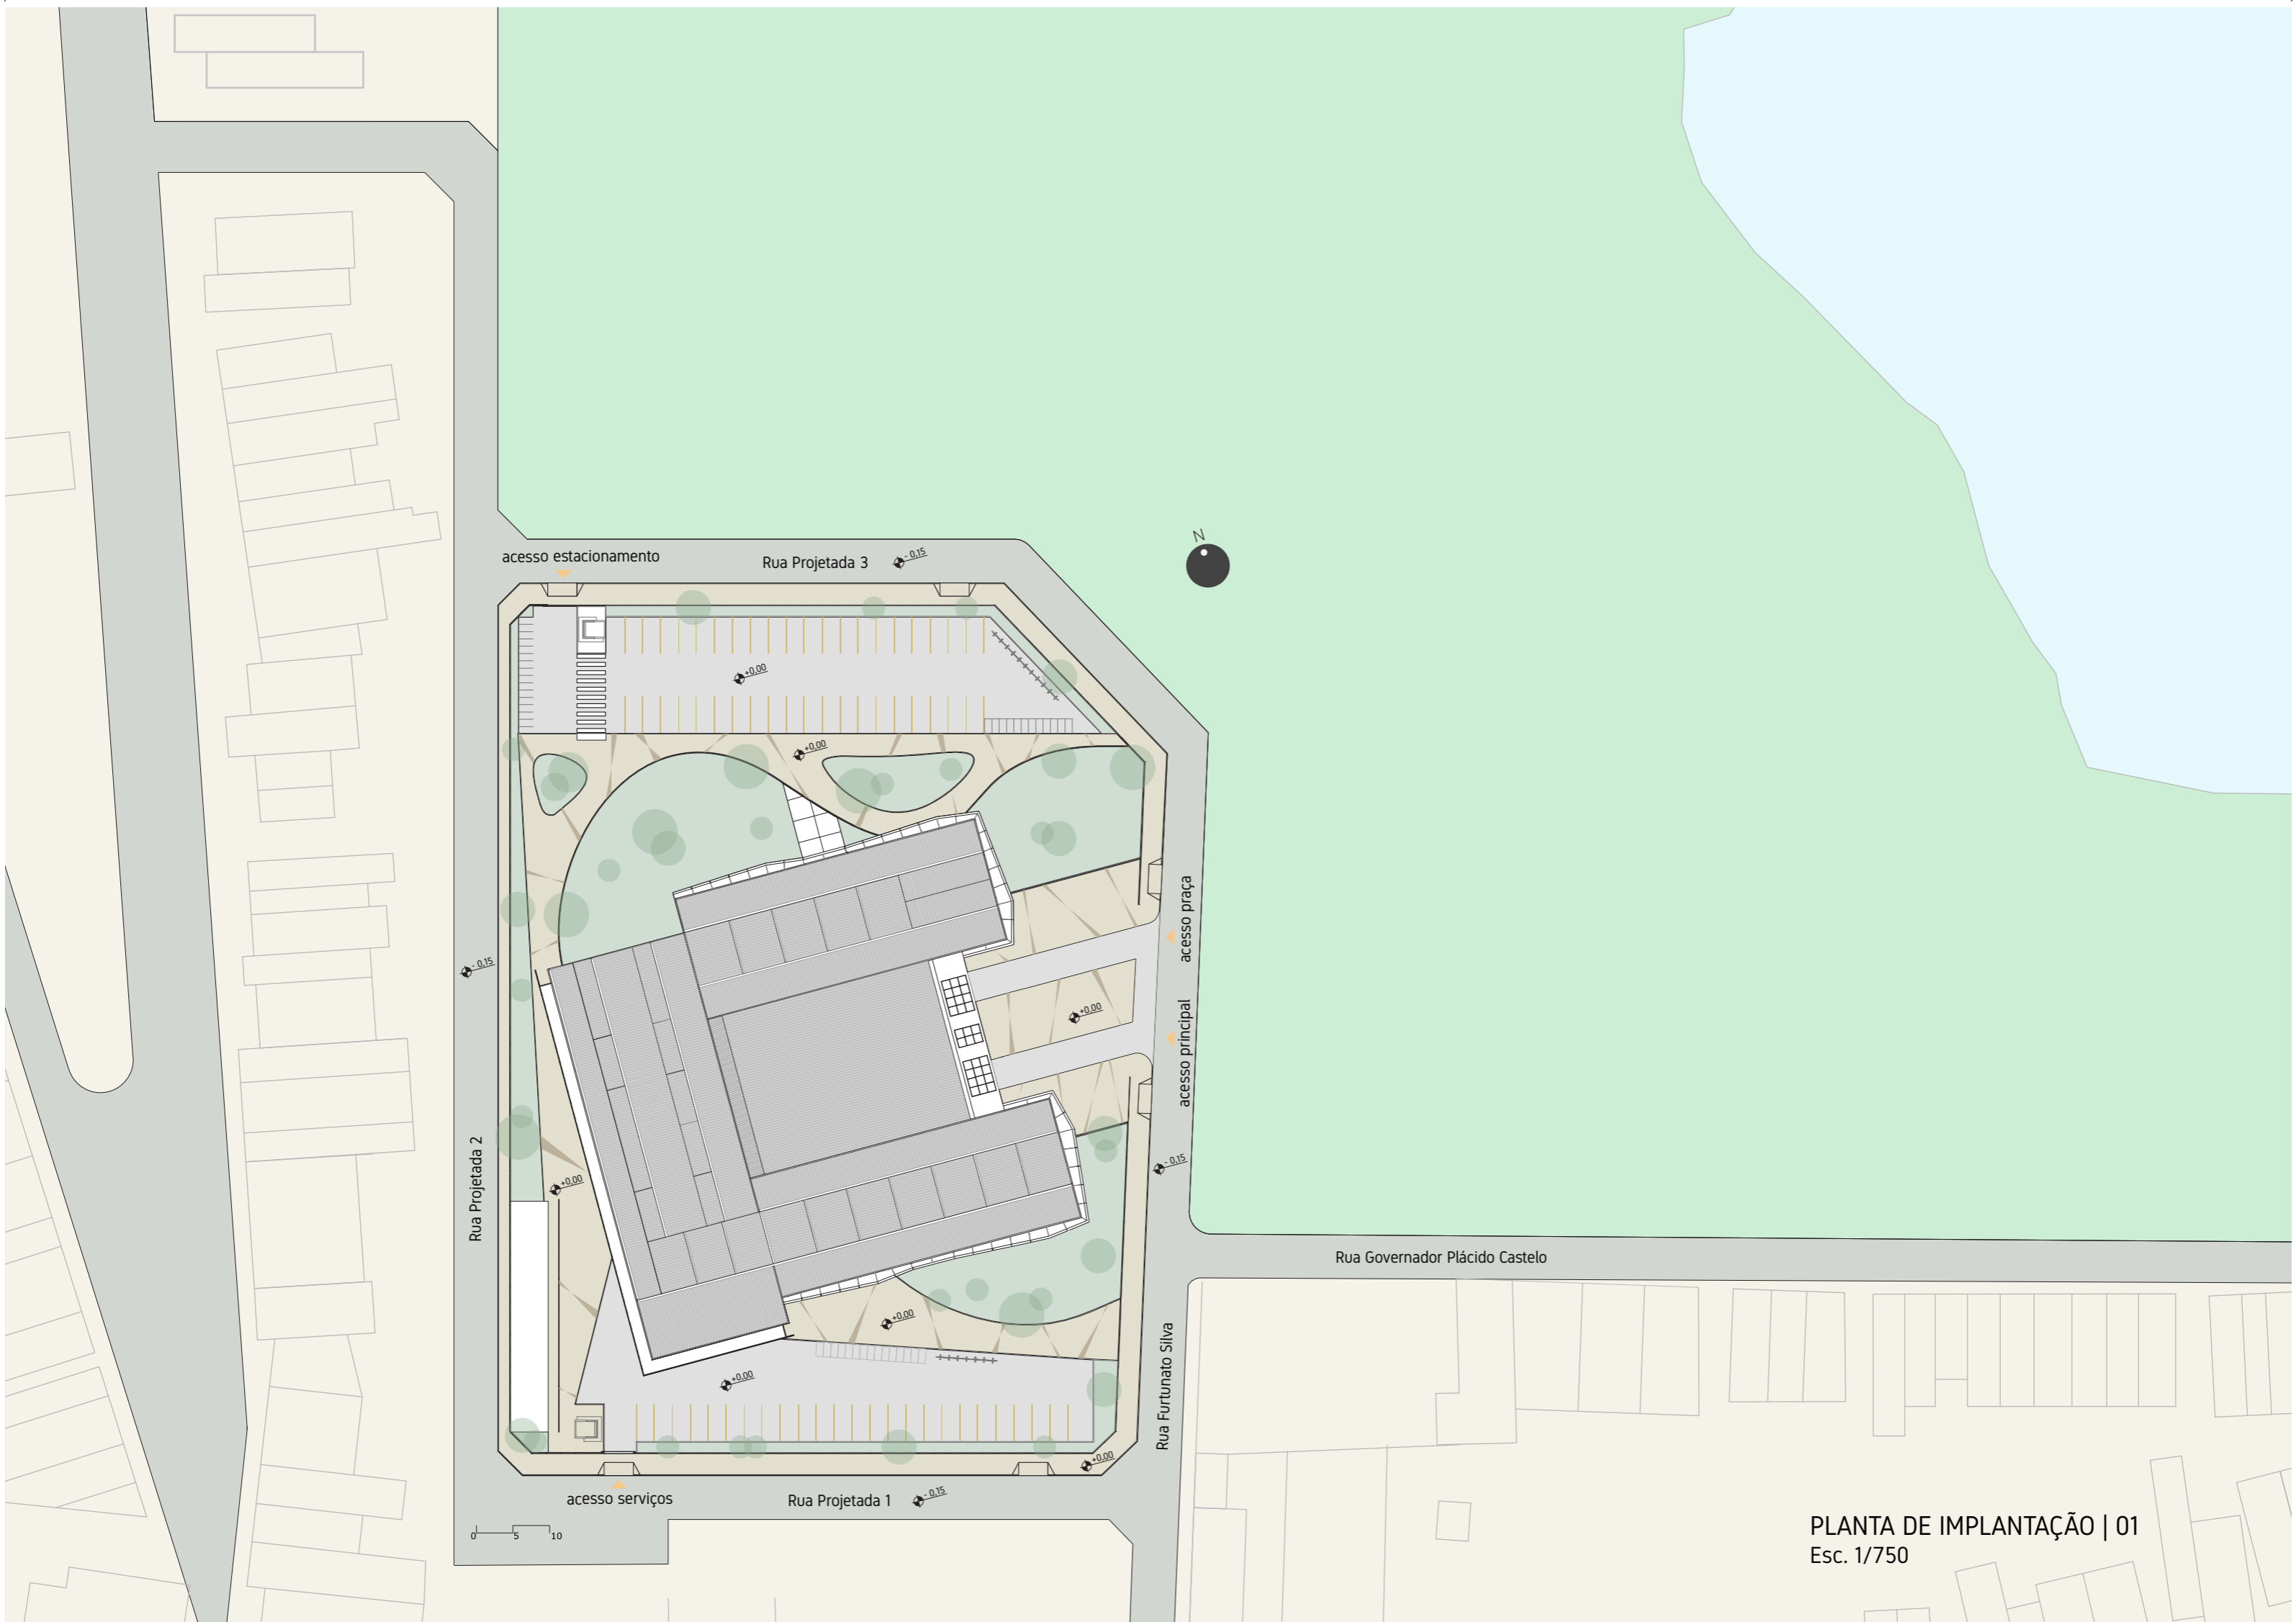 N
acesso estacionamento
Rua Projetada 3
- 0,15
+0,00
+0,00
acesso praça
- 0,15
+0,00
acesso principal
Rua Projetada 2
- 0,15
+0,00
Rua Governador Plácido Castelo
+0,00
Rua Furtunato Silva
+0,00
+0,00
acesso serviços
Rua Projetada 1
- 0,15
0 5 10
PLANTA DE IMPLANTAÇÃO | 01
Esc. 1/750